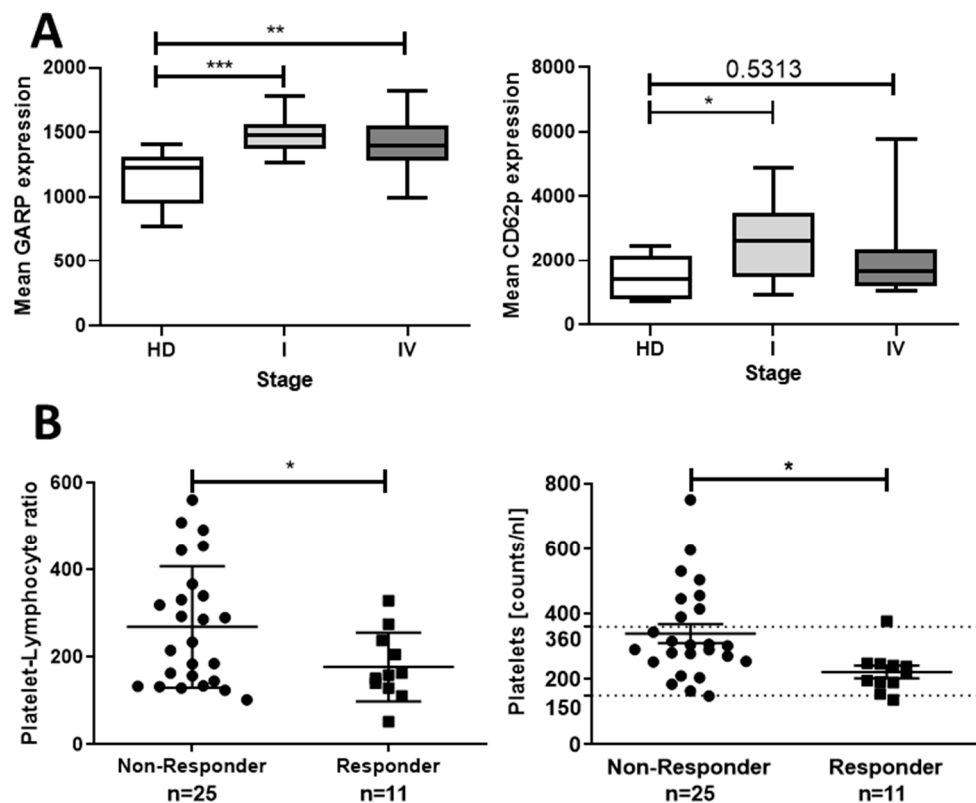 A
Mean GARP expression
2000
1500
1000
500
0
***
**
HD
I
IV
Stage
Mean CD62p expression
8000
6000
4000
2000
0
0.5313
*
HD
I
IV
Stage
B
Platelet-Lymphocyte ratio
600
400
200
0
*
Non-Responder
n=25
Responder
n=11
Platelets [counts/nl]
800
600
400
360
200
150
0
*
Non-Responder
n=25
Responder
n=11